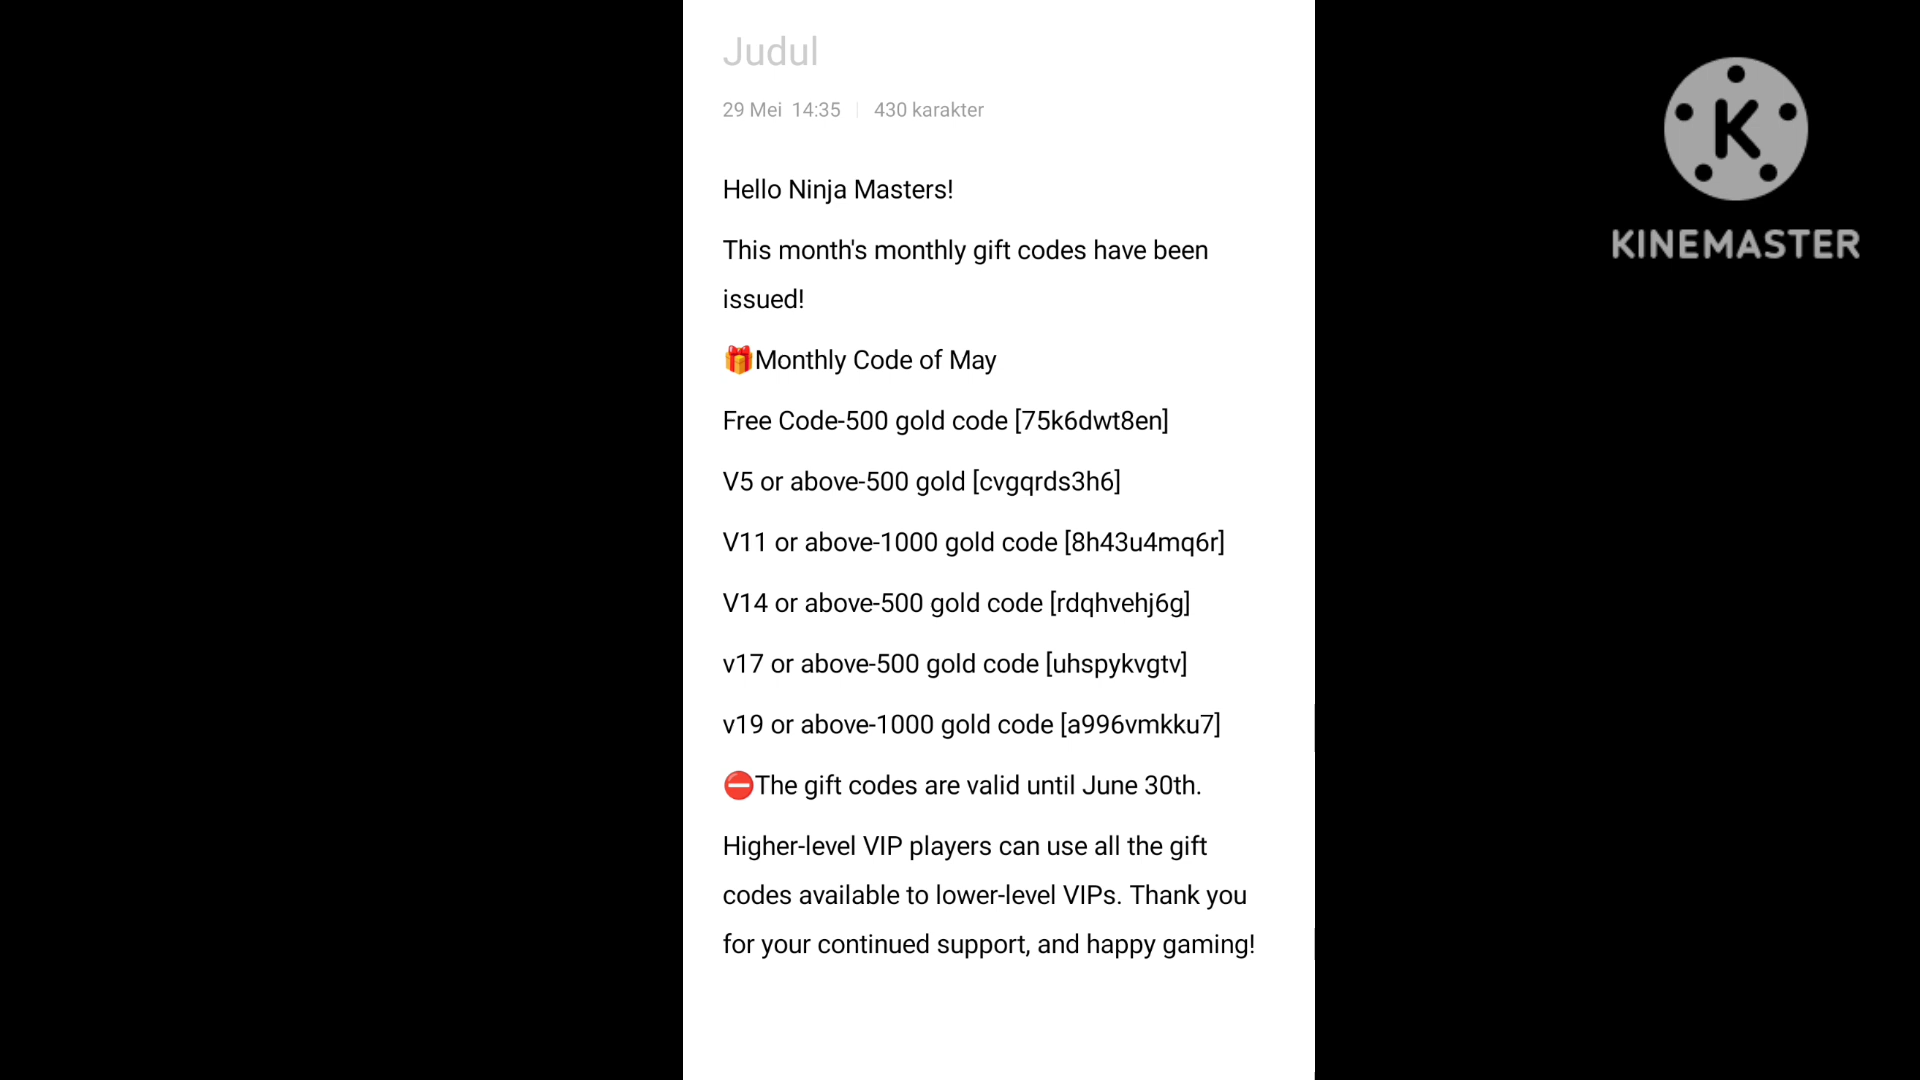 Judul
29 Mei 14:35 | 430 karakter
Hello Ninja Masters!
This month's monthly gift codes have been
issued!
🎁Monthly Code of May
Free Code-500 gold code [75k6dwt8en]
V5 or above-500 gold [cvgqrds3h6]
V11 or above-1000 gold code [8h43u4mq6r]
V14 or above-500 gold code [rdqhvehj6g]
v17 or above-500 gold code [uhspykvgtv]
v19 or above-1000 gold code [a996vmkku7]
⛔The gift codes are valid until June 30th.
Higher-level VIP players can use all the gift
codes available to lower-level VIPs. Thank you
for your continued support, and happy gaming!
K
KINEMASTER